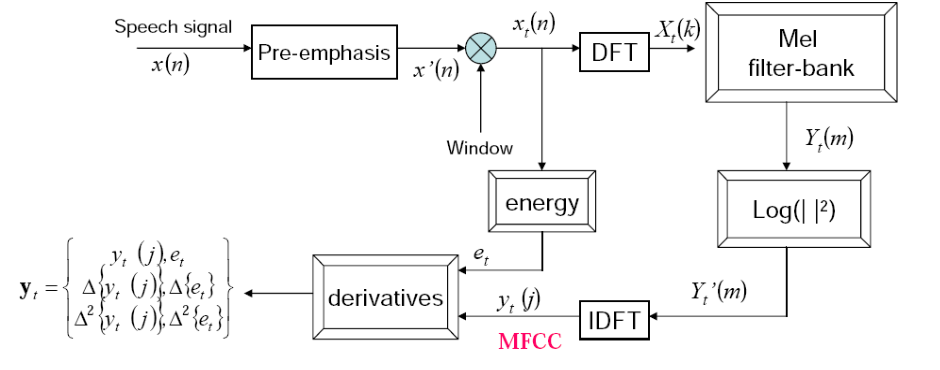 Speech signal
x(n)
Pre-emphasis
x'(n)
x_t(n)
DFT
X_t(k)
Mel
filter-bank
Window
Y_t(m)
energy
Log(| |²)
e_t
Y_t'(m)
derivatives
y_t (j)
MFCC
IDFT
y_t = { y_t (j), e_t
Δ{y_t (j)}, Δ{e_t}
Δ²{y_t (j)}, Δ²{e_t} }